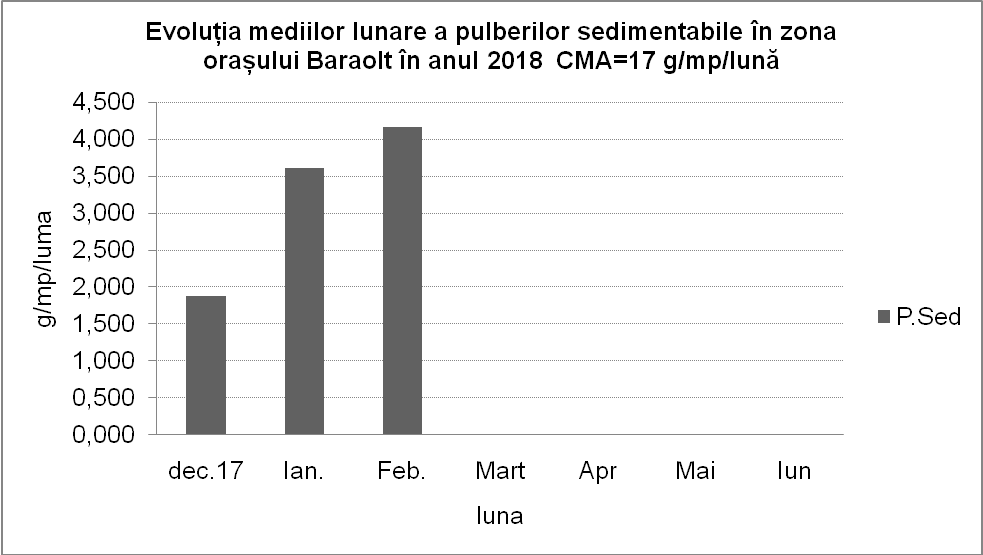 Evoluția mediilor lunare a pulberilor sedimentabile în zona
orașului Baraolt în anul 2018 CMA=17 g/mp/lună
4,500
4,000
3,500
3,000
2,500
2,000
1,500
1,000
0,500
0,000
g/mp/luma
dec.17 Ian. Feb. Mart Apr Mai Iun
luna
P.Sed